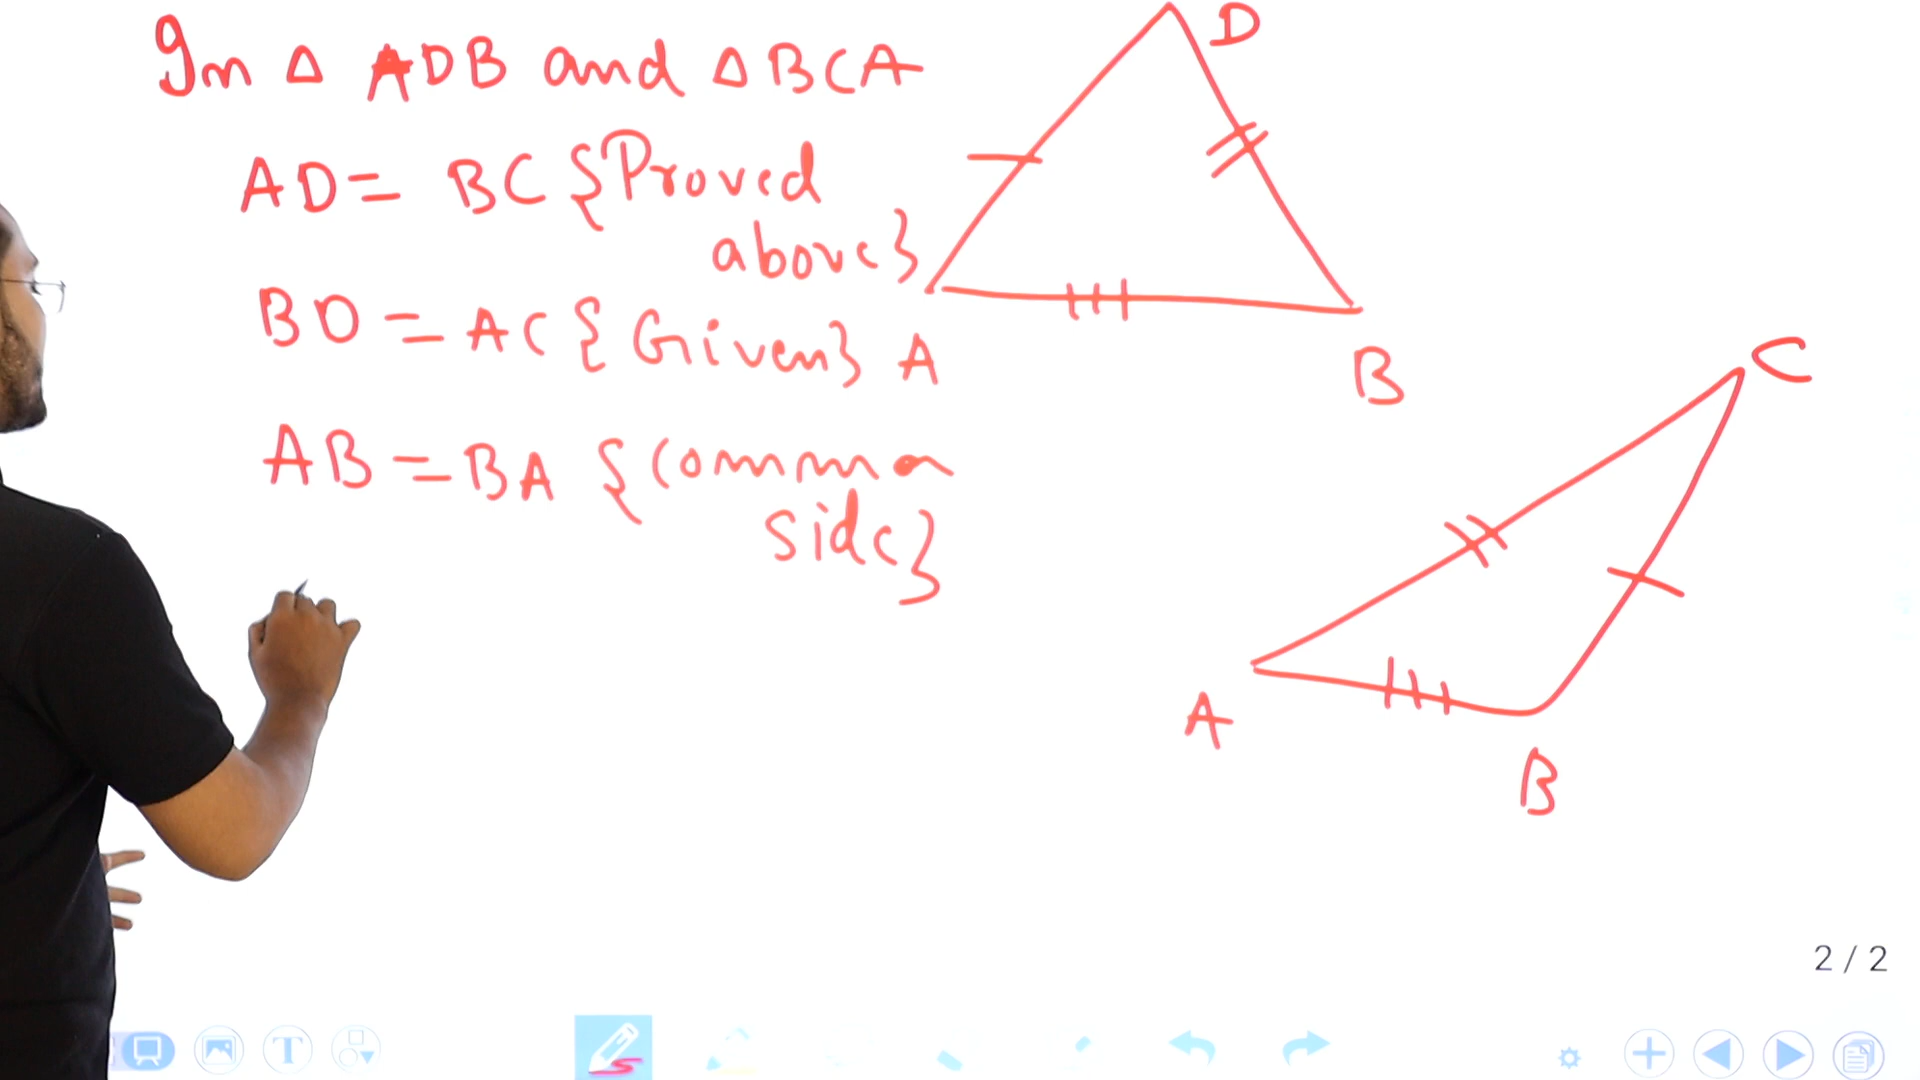 In △ ADB and △ BCA
AD = BC {Proved
above}
BD = AC {Given}
AB = BA {common
side}
D
A
B
C
A
B
2 / 2
T